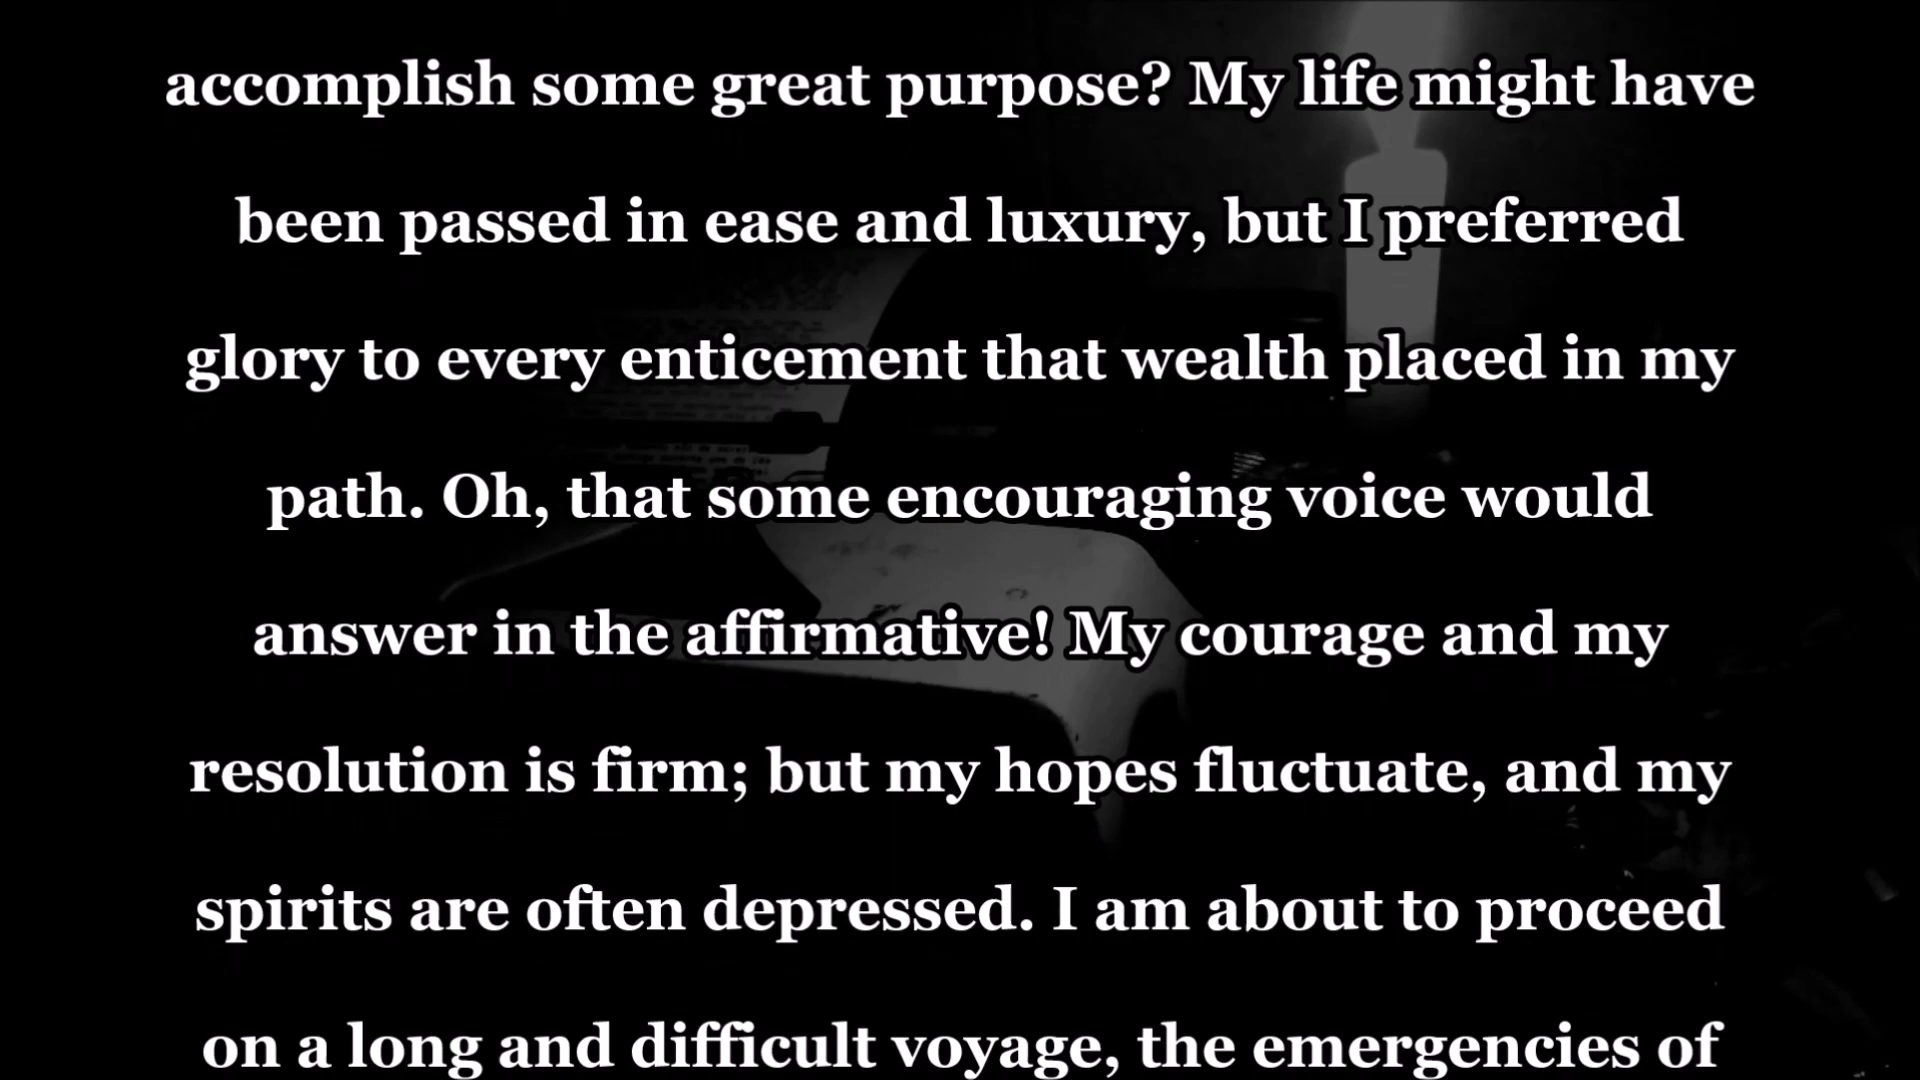 accomplish some great purpose? My life might have
been passed in ease and luxury, but I preferred
glory to every enticement that wealth placed in my
path. Oh, that some encouraging voice would
answer in the affirmative! My courage and my
resolution is firm; but my hopes fluctuate, and my
spirits are often depressed. I am about to proceed
on a long and difficult voyage, the emergencies of